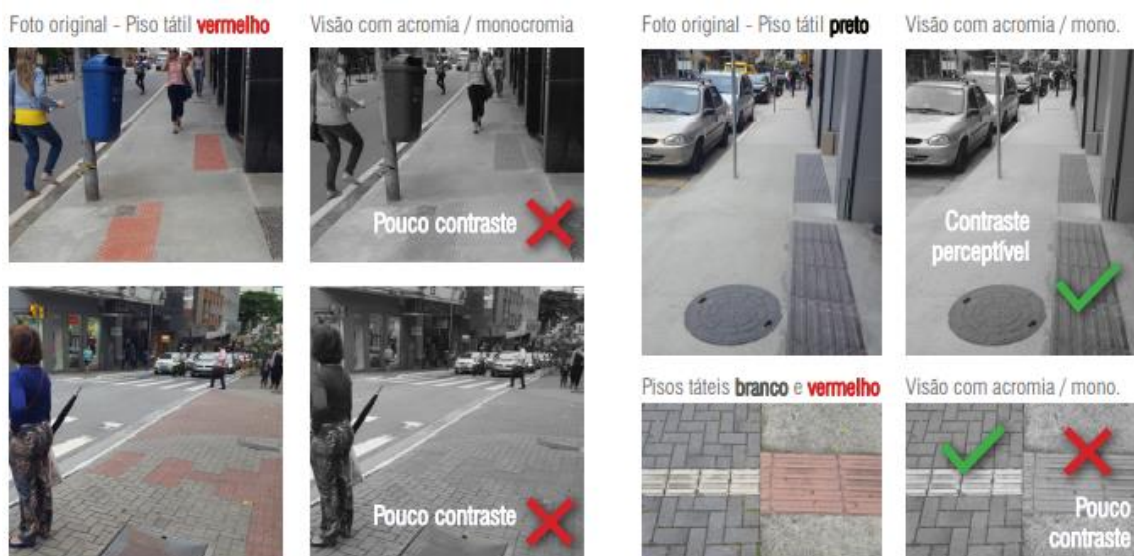 Foto original - Piso tátil vermelho
Visão com acromia / monocromia
Pouco contraste
Pouco contraste
Foto original - Piso tátil preto
Visão com acromia / mono.
Contraste
perceptível
Pisos táteis branco e vermelho
Visão com acromia / mono.
Pouco
contraste